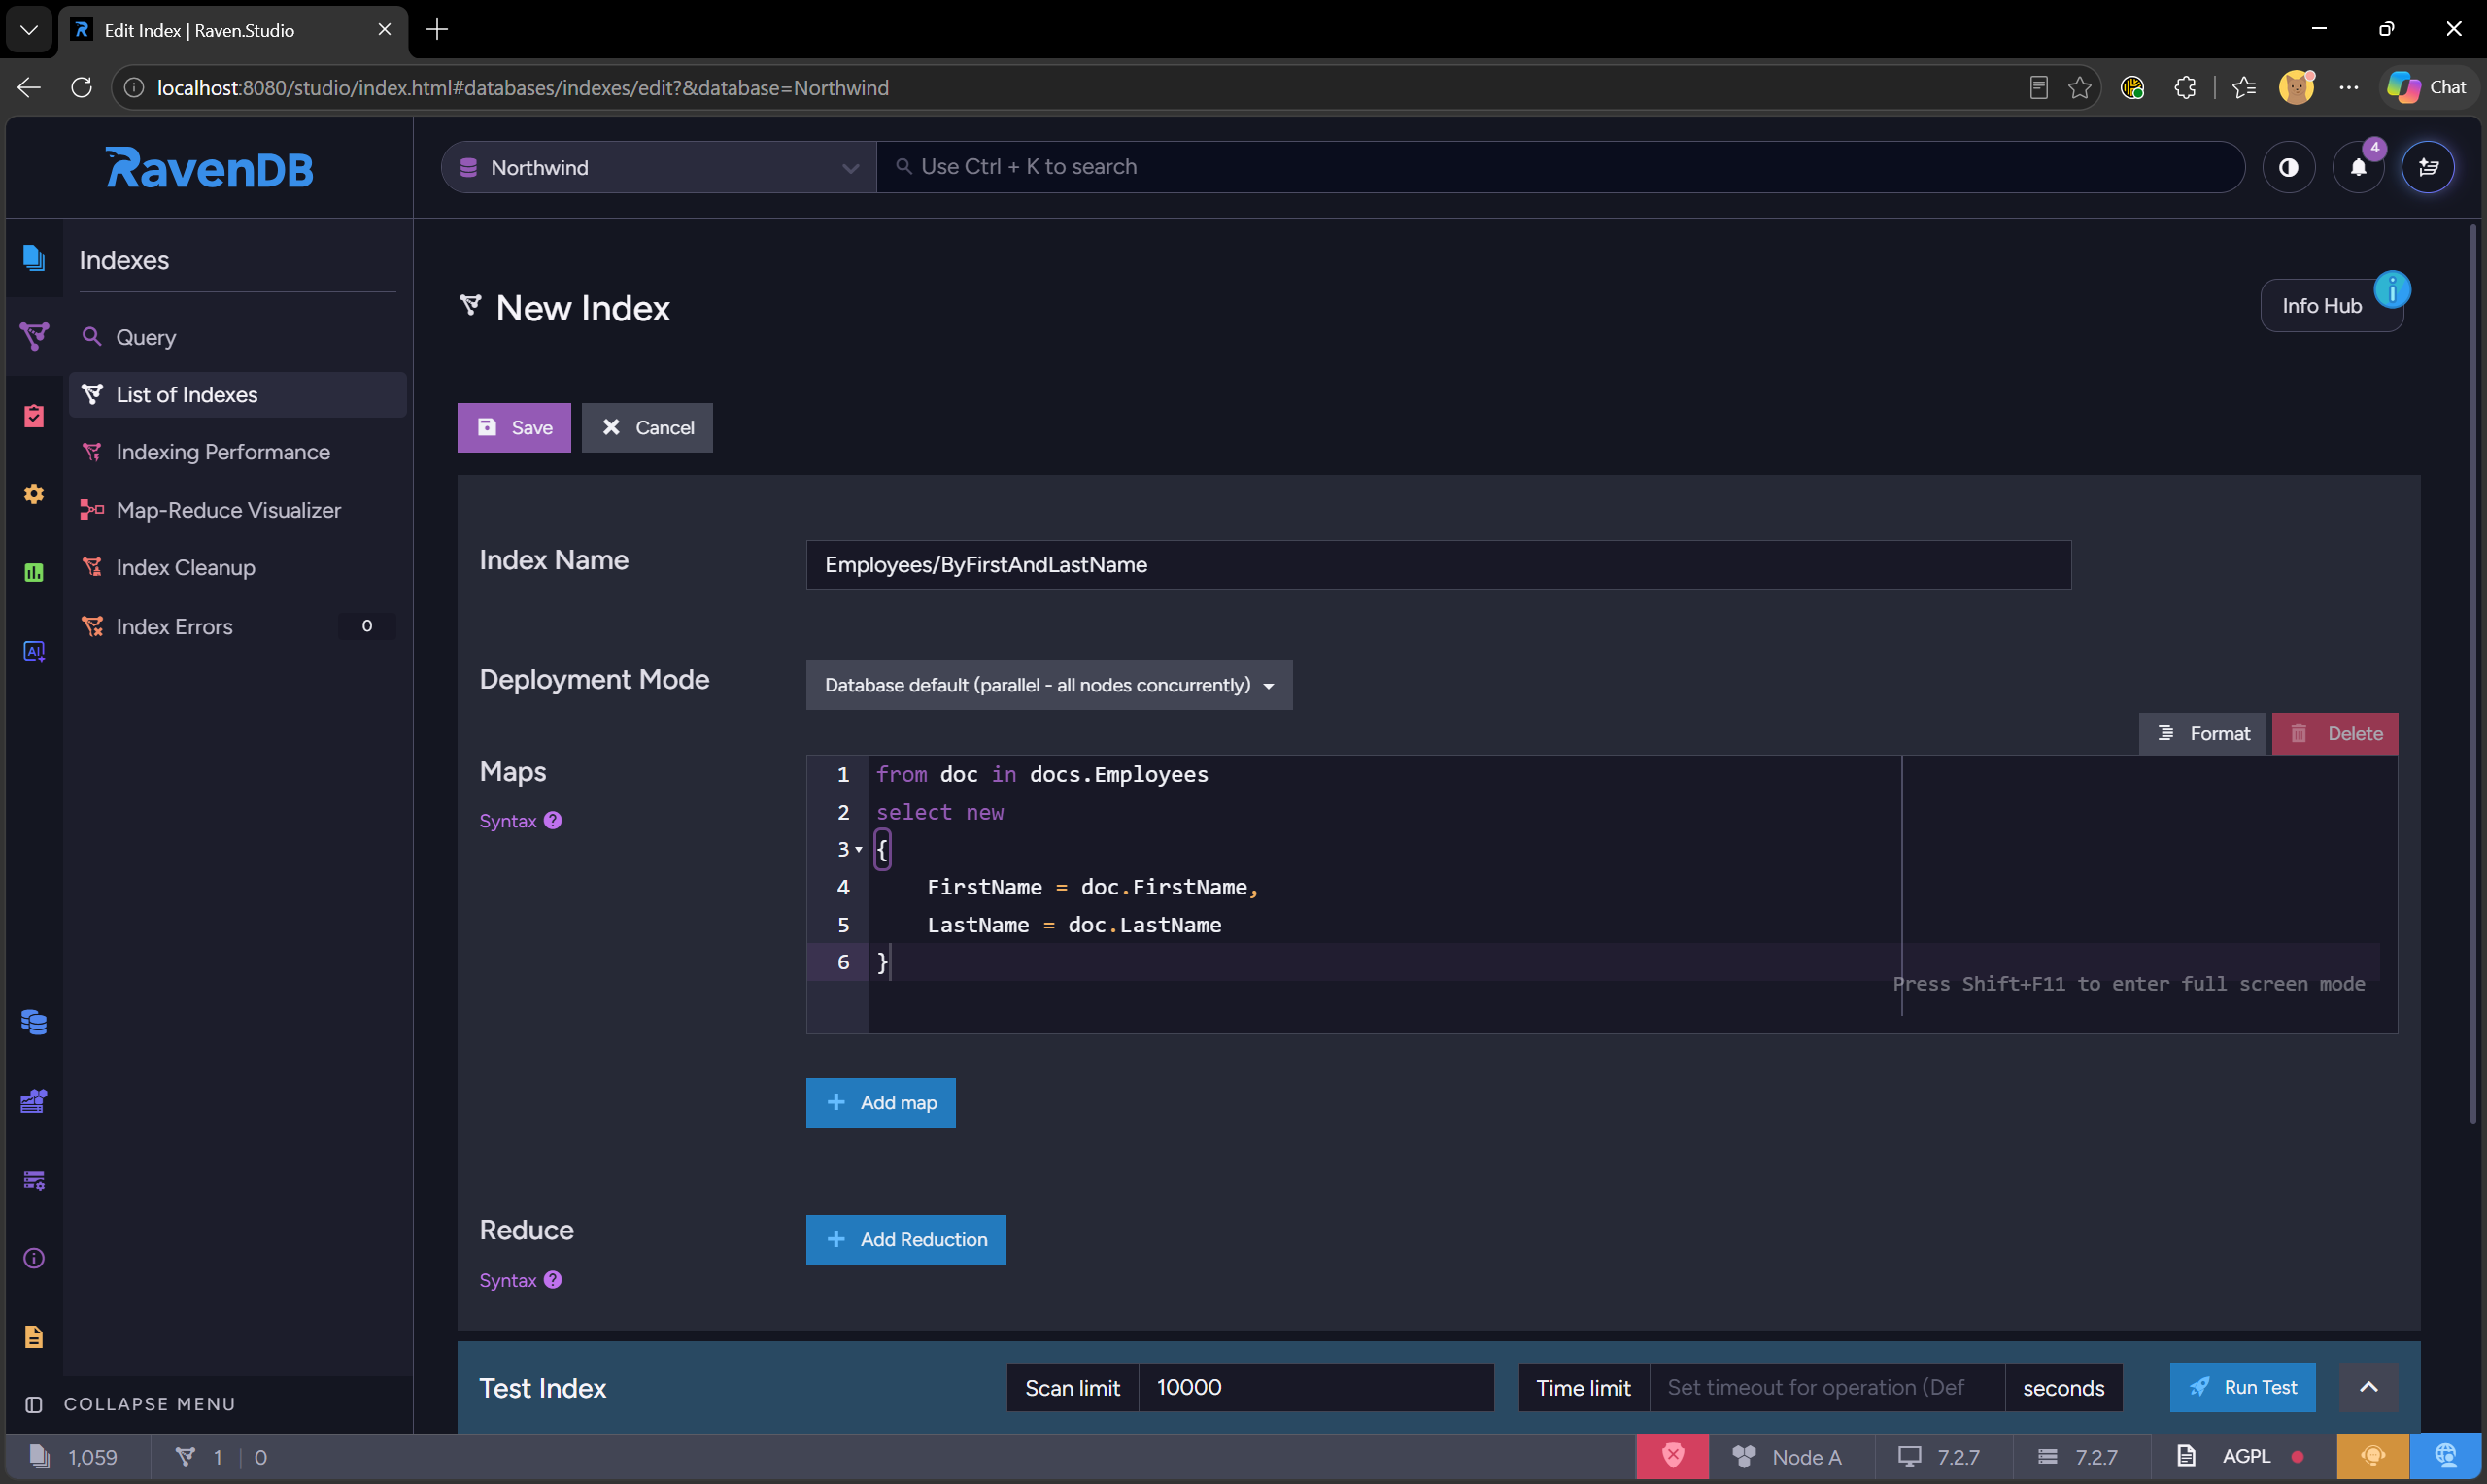 Edit Index | Raven.Studio
localhost:8080/studio/index.html#databases/indexes/edit?&database=Northwind
Chat
RavenDB
Northwind
Use Ctrl + K to search
4
Indexes
Query
List of Indexes
Indexing Performance
Map-Reduce Visualizer
Index Cleanup
Index Errors 0
AI
COLLAPSE MENU
New Index
Info Hub
Save
Cancel
Index Name
Employees/ByFirstAndLastName
Deployment Mode
Database default (parallel - all nodes concurrently)
Format
Delete
Maps
Syntax
1 from doc in docs.Employees
2 select new
3 {
4 FirstName = doc.FirstName,
5 LastName = doc.LastName
6 }
Press Shift+F11 to enter full screen mode
Add map
Reduce
Add Reduction
Syntax
Test Index
Scan limit
10000
Time limit
Set timeout for operation (Def
seconds
Run Test
1,059
1 | 0
Node A
7.2.7
7.2.7
AGPL